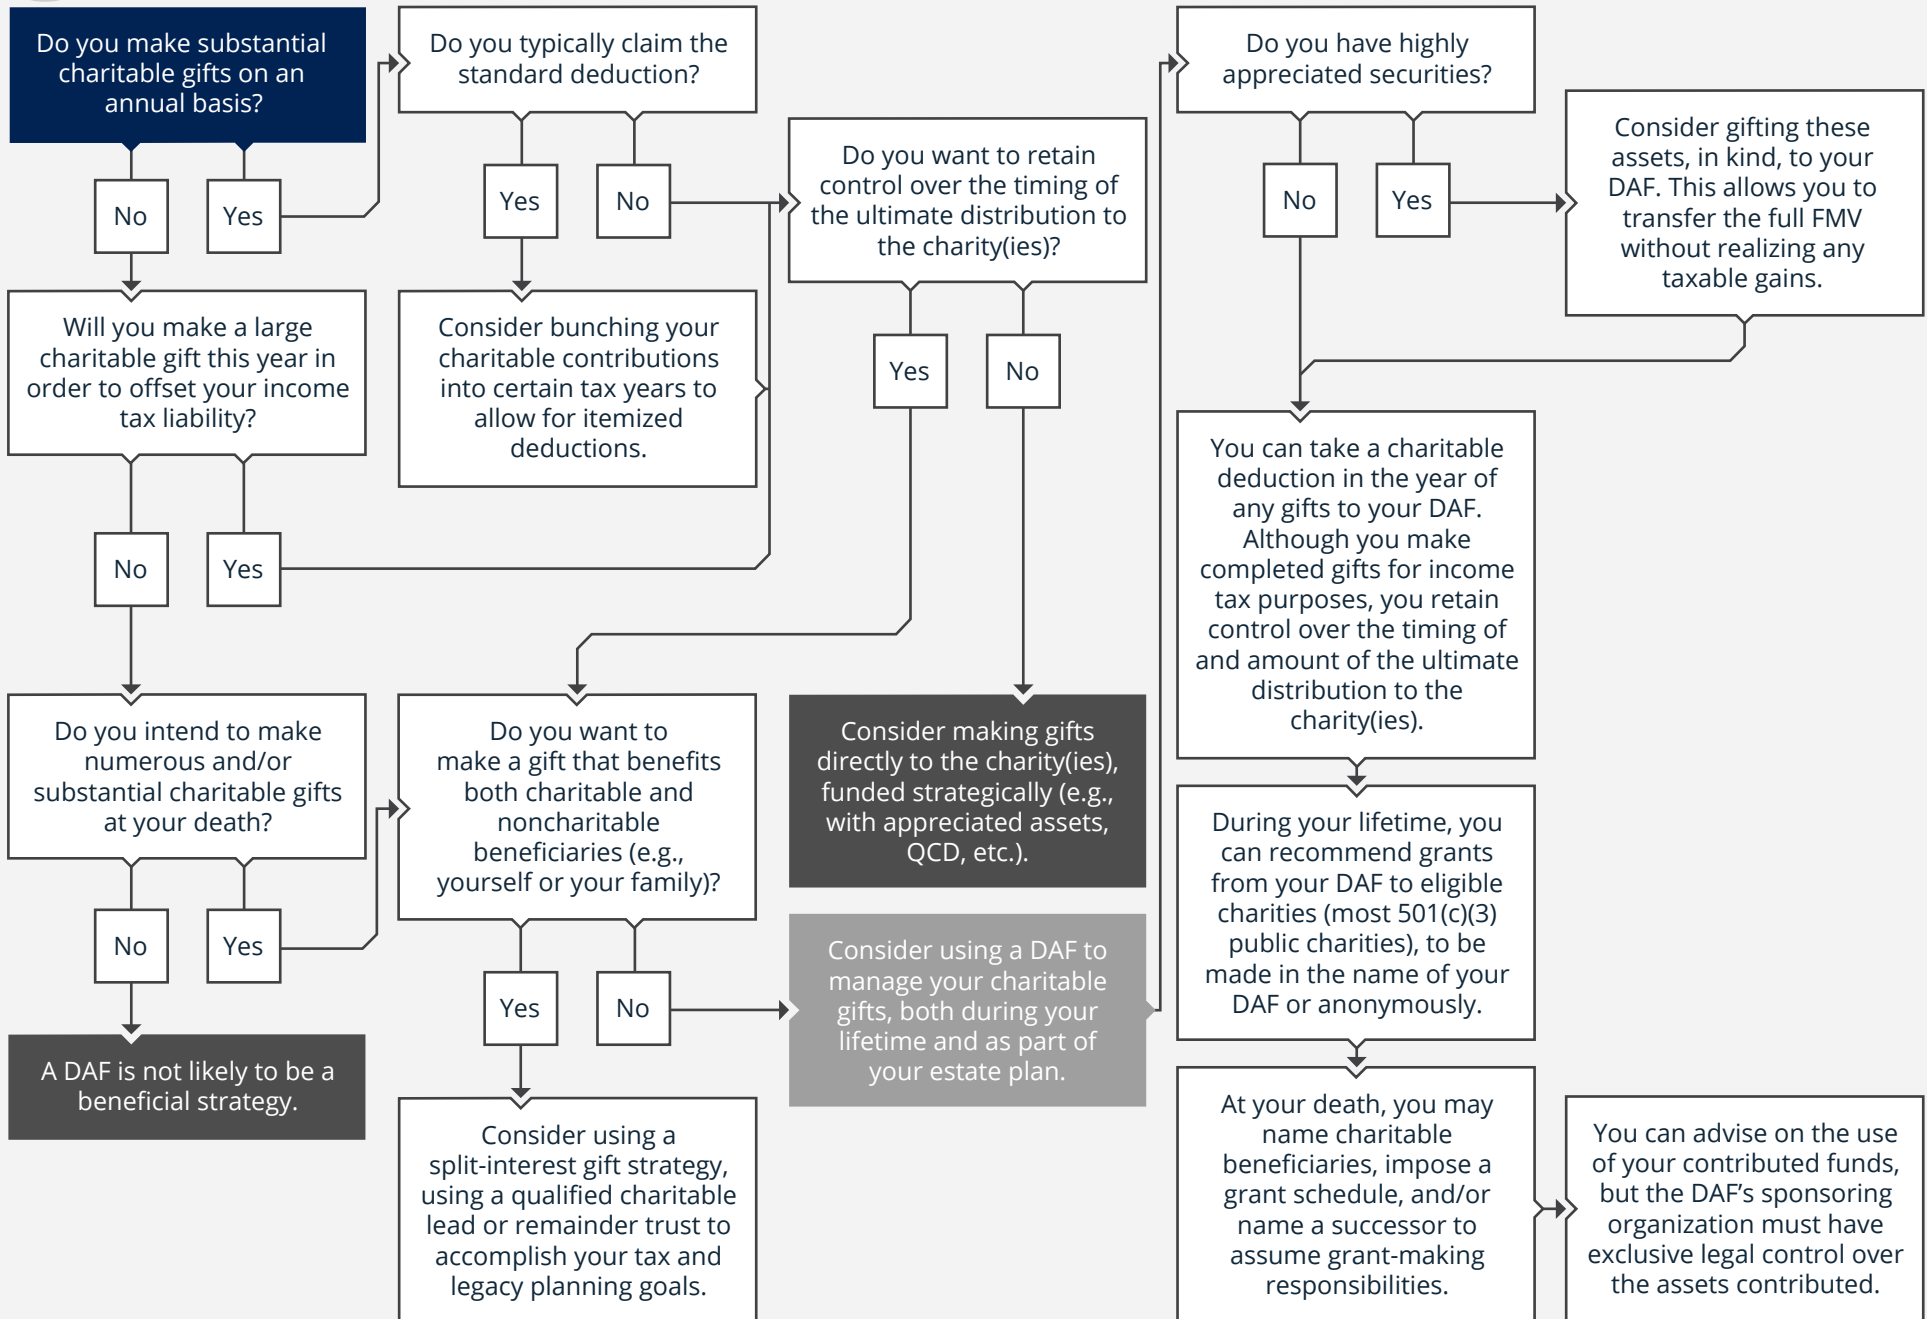 Do you make substantial
charitable gifts on an
annual basis?
No
Yes
Will you make a large
charitable gift this year in
order to offset your income
tax liability?
No
Yes
Do you intend to make
numerous and/or
substantial charitable gifts
at your death?
No
Yes
A DAF is not likely to be a
beneficial strategy.
Do you typically claim the
standard deduction?
Yes
No
Consider bunching your
charitable contributions
into certain tax years to
allow for itemized
deductions.
Do you want to retain
control over the timing of
the ultimate distribution to
the charity(ies)?
Yes
No
Do you want to
make a gift that benefits
both charitable and
noncharitable
beneficiaries (e.g.,
yourself or your family)?
Yes
No
Consider using a
split-interest gift strategy,
using a qualified charitable
lead or remainder trust to
accomplish your tax and
legacy planning goals.
Consider making gifts
directly to the charity(ies),
funded strategically (e.g.,
with appreciated assets,
QCD, etc.).
Consider using a DAF to
manage your charitable
gifts, both during your
lifetime and as part of
your estate plan.
Do you have highly
appreciated securities?
No
Yes
Consider gifting these
assets, in kind, to your
DAF. This allows you to
transfer the full FMV
without realizing any
taxable gains.
You can take a charitable
deduction in the year of
any gifts to your DAF.
Although you make
completed gifts for income
tax purposes, you retain
control over the timing of
and amount of the ultimate
distribution to the
charity(ies).
During your lifetime, you
can recommend grants
from your DAF to eligible
charities (most 501(c)(3)
public charities), to be
made in the name of your
DAF or anonymously.
At your death, you may
name charitable
beneficiaries, impose a
grant schedule, and/or
name a successor to
assume grant-making
responsibilities.
You can advise on the use
of your contributed funds,
but the DAF’s sponsoring
organization must have
exclusive legal control over
the assets contributed.